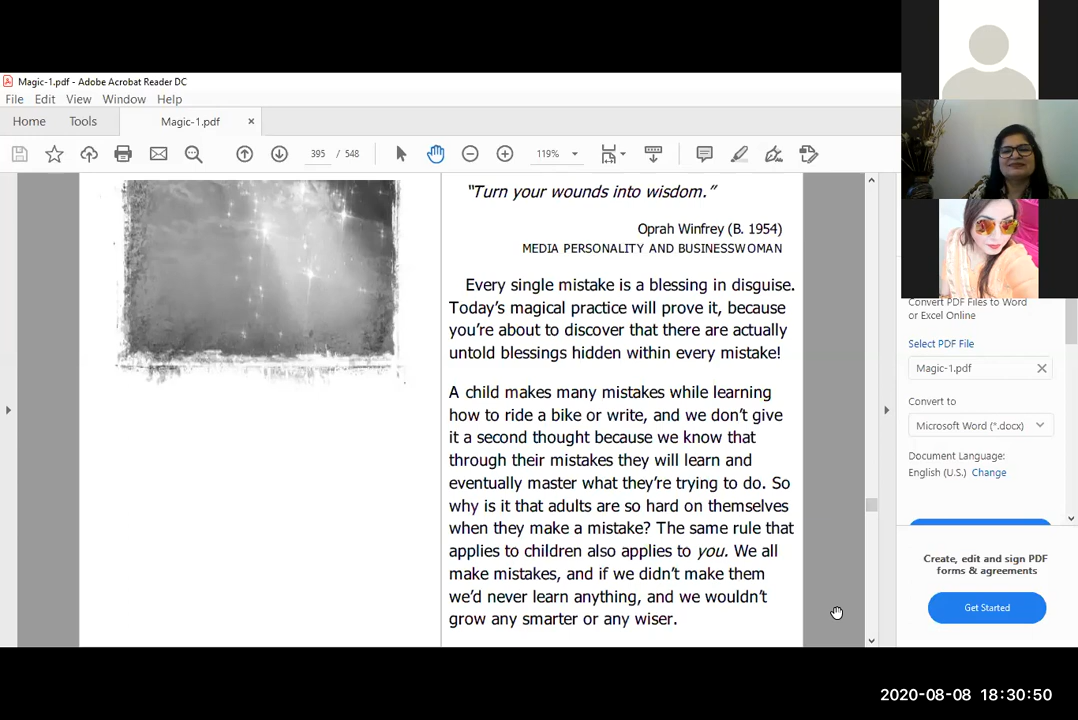 Magic-1.pdf - Adobe Acrobat Reader DC
File Edit View Window Help
Home Tools Magic-1.pdf ×
395 / 548 119%
"Turn your wounds into wisdom."
Oprah Winfrey (B. 1954)
MEDIA PERSONALITY AND BUSINESSWOMAN
Every single mistake is a blessing in disguise.
Today's magical practice will prove it, because
you're about to discover that there are actually
untold blessings hidden within every mistake!
A child makes many mistakes while learning
how to ride a bike or write, and we don't give
it a second thought because we know that
through their mistakes they will learn and
eventually master what they're trying to do. So
why is it that adults are so hard on themselves
when they make a mistake? The same rule that
applies to children also applies to you. We all
make mistakes, and if we didn't make them
we'd never learn anything, and we wouldn't
grow any smarter or any wiser.
Convert PDF Files to Word
or Excel Online
Select PDF File
Magic-1.pdf
Convert to
Microsoft Word (*.docx)
Document Language:
English (U.S.) Change
Create, edit and sign PDF
forms & agreements
Get Started
2020-08-08 18:30:50